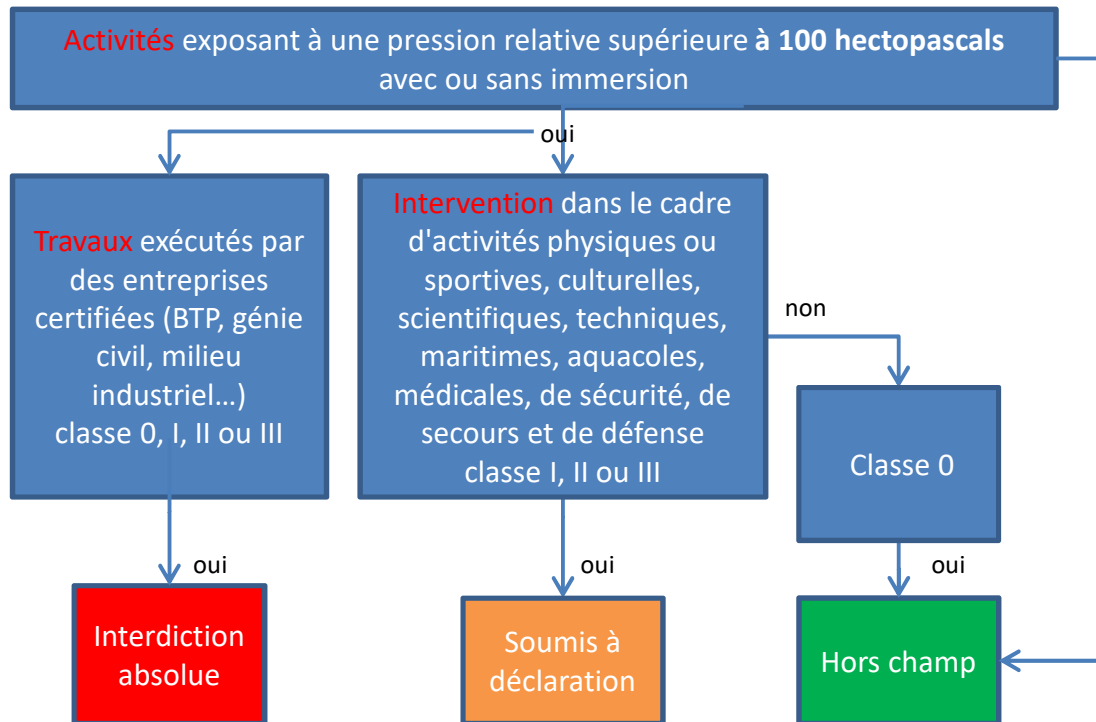 Activités exposant à une pression relative supérieure à 100 hectopascals
avec ou sans immersion
oui
Travaux exécutés par
des entreprises
certifiées (BTP, génie
civil, milieu
industriel…)
classe 0, I, II ou III
Intervention dans le cadre
d'activités physiques ou
sportives, culturelles,
scientifiques, techniques,
maritimes, aquacoles,
médicales, de sécurité, de
secours et de défense
classe I, II ou III
non
Classe 0
oui
oui
oui
Interdiction
absolue
Soumis à
déclaration
Hors champ